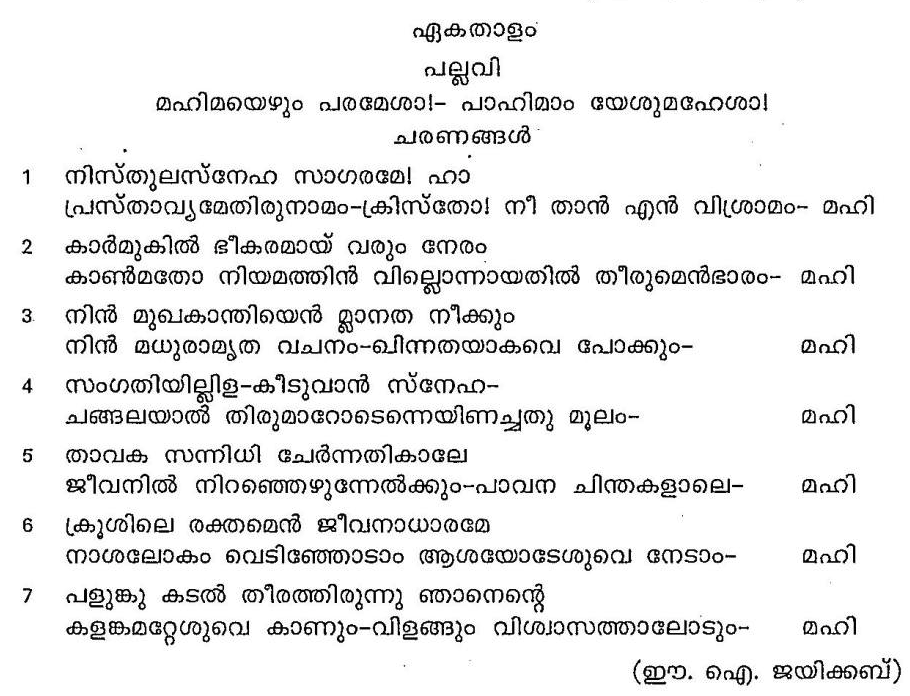 ഏകതാളം
പല്ലവി
മഹിമയെഴും പരമേശാ!- പാഹിമാം യേശുമഹേശാ!
ചരണങ്ങൾ
1 നിസ്തുലസ്നേഹ സാഗരമേ! ഹാ
പ്രസ്താവ്യമേതിരുനാമം-ക്രിസ്തോ! നീ താൻ എൻ വിശ്രാമം- മഹി
2 കാർമുകിൽ ഭീകരമായ് വരും നേരം
കാൺമതോ നിയമത്തിൻ വില്ലൊന്നായതിൽ തീരുമെൻഭാരം- മഹി
3 നിൻ മുഖകാന്തിയെൻ മ്ലാനത നീക്കും
നിൻ മധുരാമൃത വചനം-ഖിന്നതയാകവെ പോക്കും- മഹി
4 സംഗതിയില്ലിള-കീടുവാൻ സ്നേഹ-
ചങ്ങലയാൽ തിരുമാറോടെന്നെയിണച്ചതു മൂലം- മഹി
5 താവക സന്നിധി ചേർന്നതികാലേ
ജീവനിൽ നിറഞ്ഞെഴുന്നേൽക്കും-പാവന ചിന്തകളാലെ- മഹി
6 ക്രൂശിലെ രക്തമെൻ ജീവനാധാരമേ
നാശലോകം വെടിഞ്ഞോടാം ആശയോടേശുവെ നേടാം- മഹി
7 പളുങ്കു കടൽ തീരത്തിരുന്നു ഞാനെന്റെ
കളങ്കമറ്റേശുവെ കാണും-വിളങ്ങും വിശ്വാസത്താലോടും- മഹി
(ഈ. ഐ. ജയിക്കബ്)